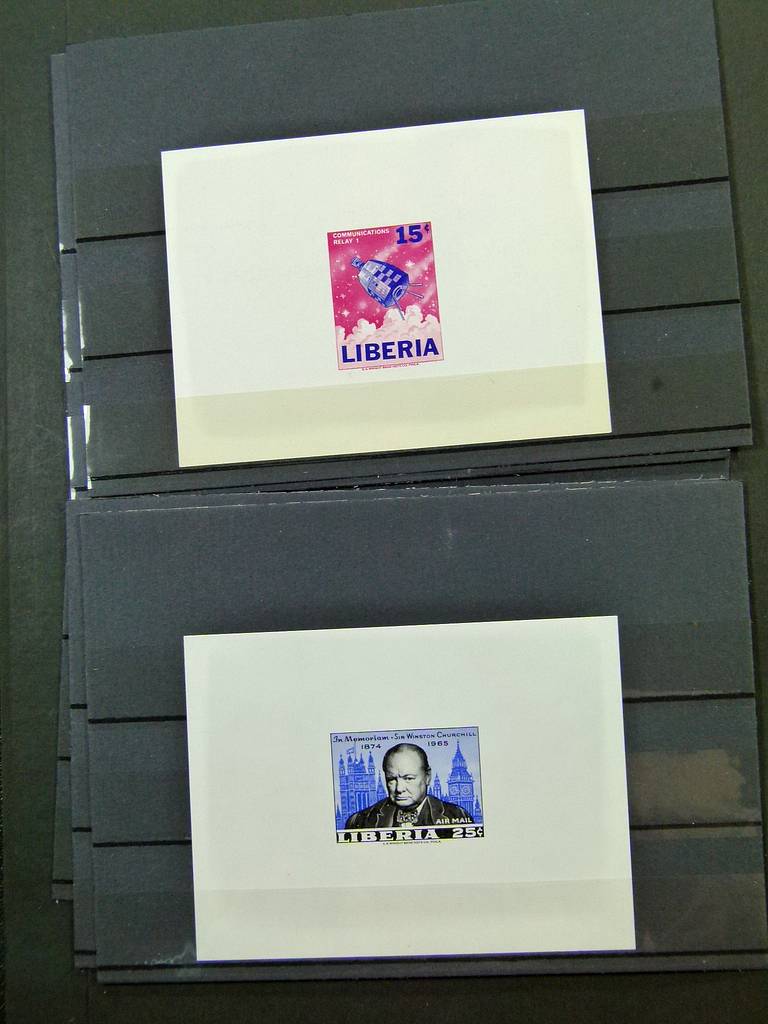 COMMUNICATIONS 15¢
RELAY 1
LIBERIA
In Memoriam - Sir Winston Churchill
1874 1965
AIR MAIL
LIBERIA 25¢